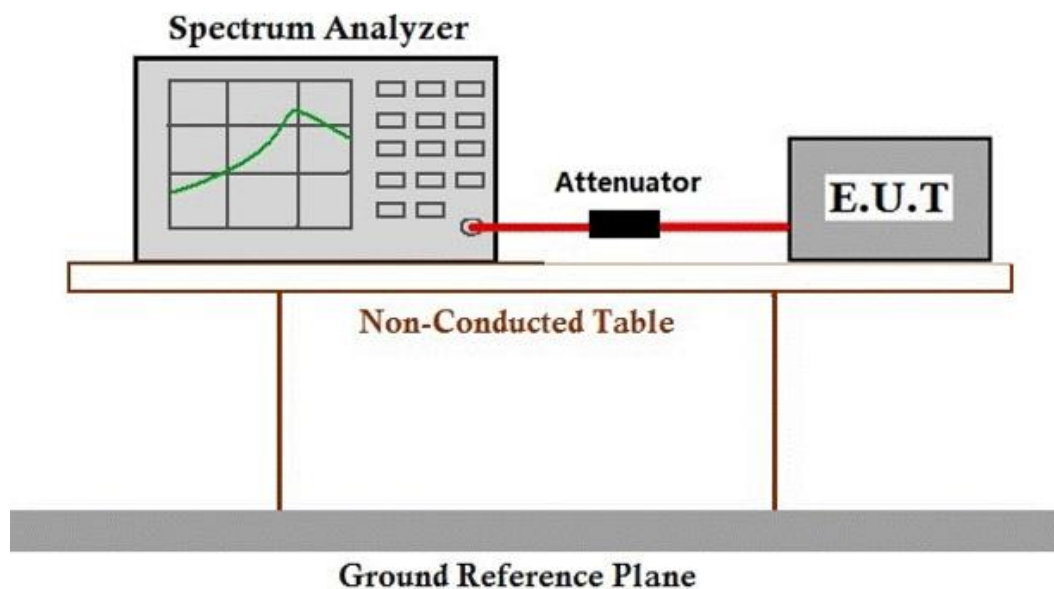 Spectrum Analyzer
Attenuator
E.U.T
Non-Conducted Table
Ground Reference Plane